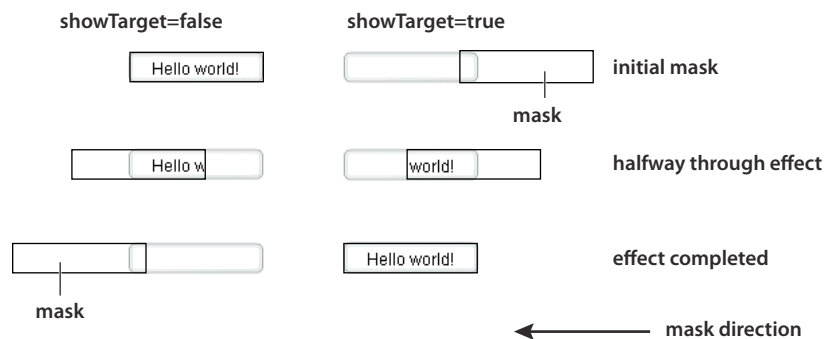 showTarget=false
showTarget=true
Hello world!
initial mask
mask
Hello w
world!
halfway through effect
Hello world!
effect completed
mask
mask direction